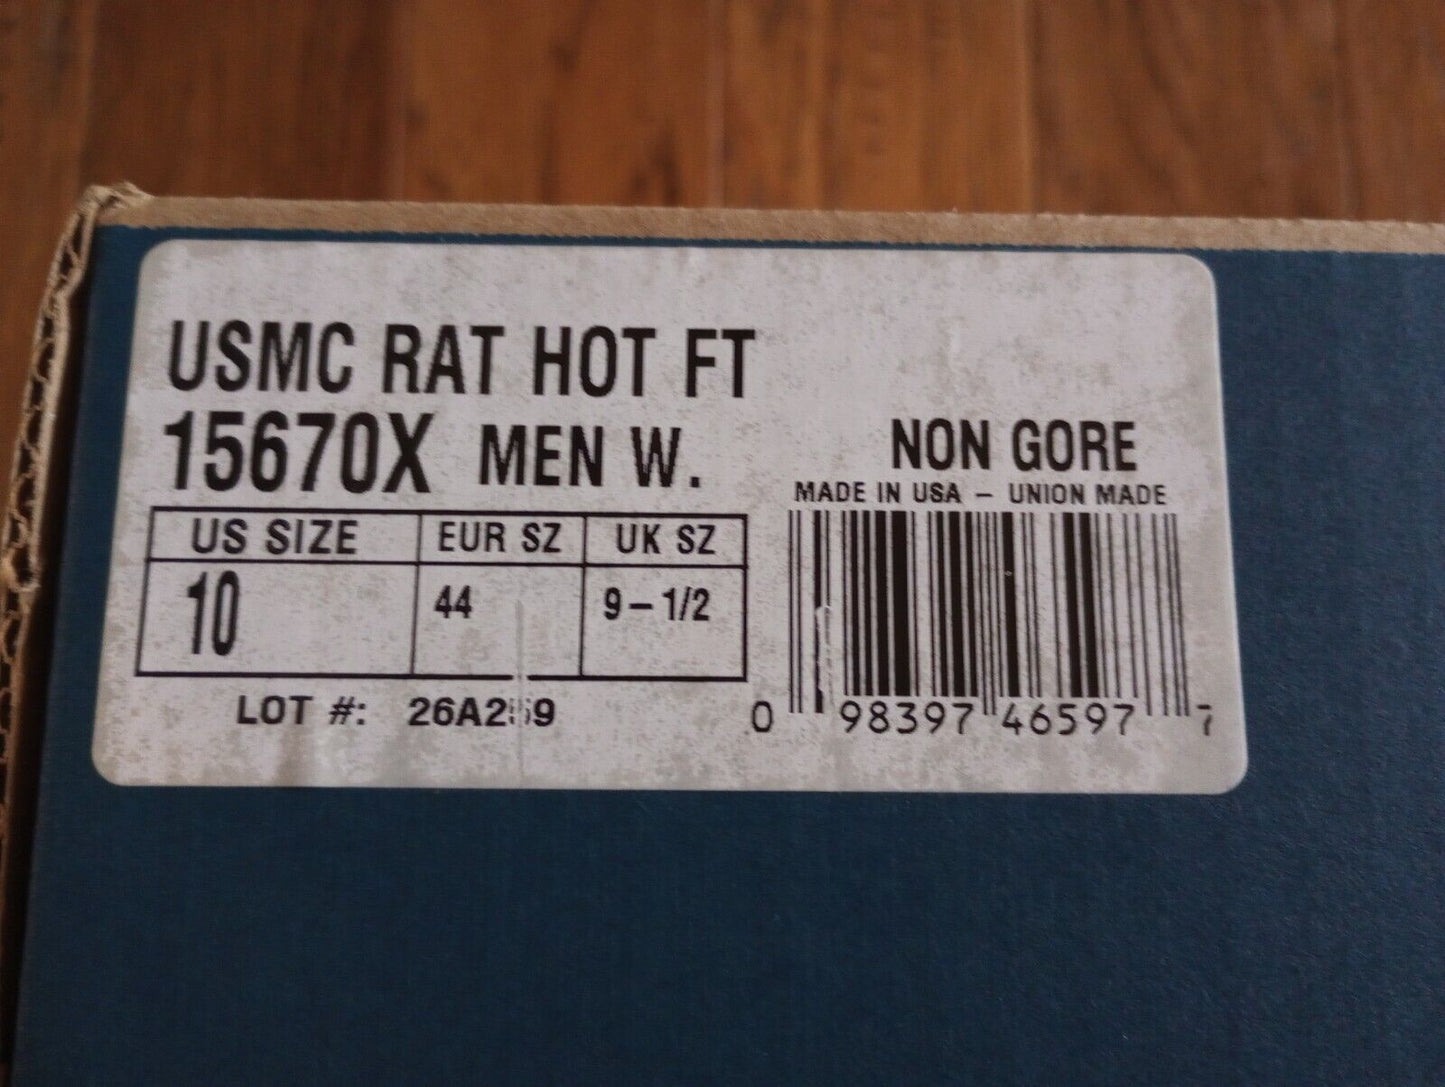 USMC RAT HOT FT
15670X MEN W.
NON GORE
MADE IN USA – UNION MADE
US SIZE EUR SZ UK SZ
10 44 9–1/2
LOT #:
0 98397 46597 7